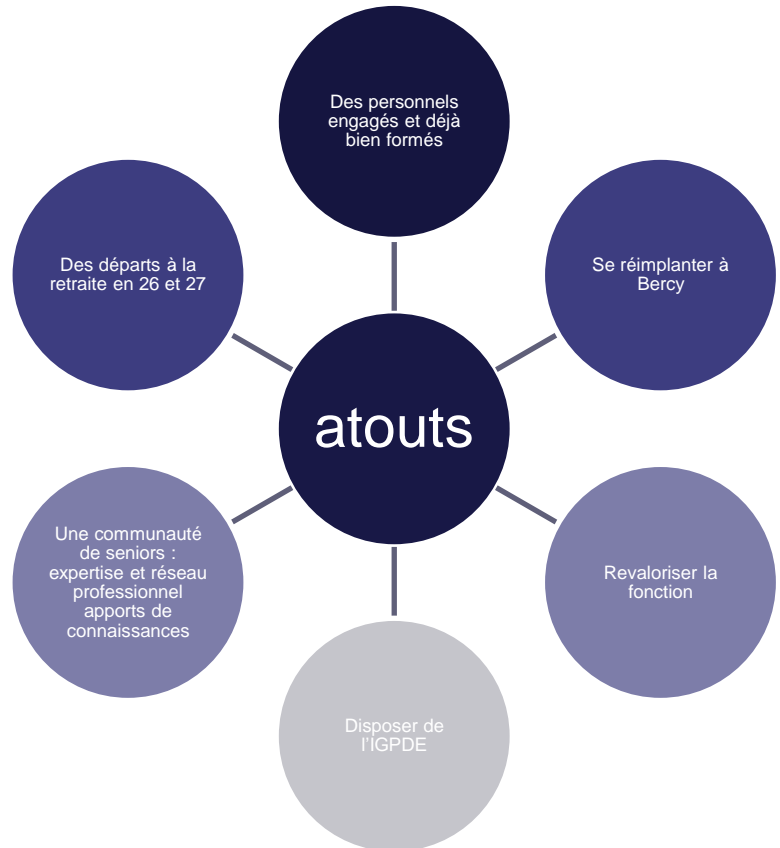 Des personnels
engagés et déjà
bien formés
Des départs à la
retraite en 26 et 27
Se réimplanter à
Bercy
atouts
Une communauté
de seniors :
expertise et réseau
professionnel
apports de
connaissances
Revaloriser la
fonction
Disposer de
l'IGPDE